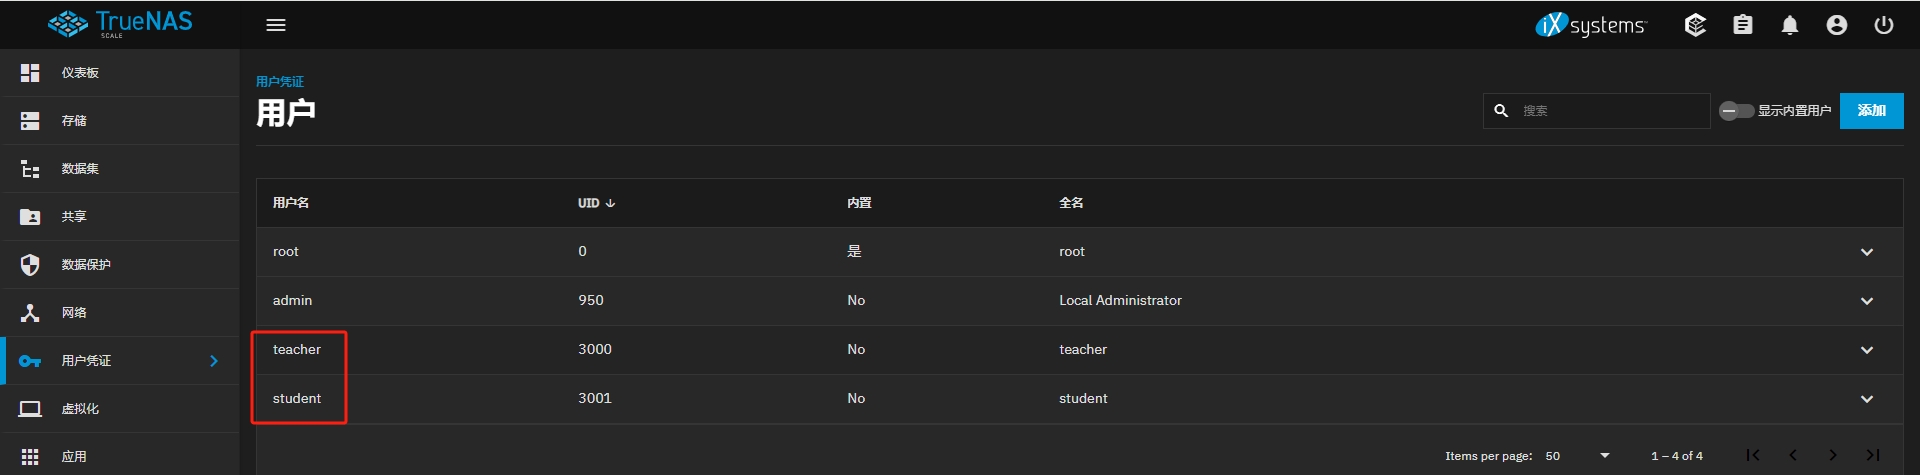 TrueNAS
SCALE
iXsystems™
仪表板
存储
数据集
共享
数据保护
网络
用户凭证
虚拟化
应用
用户凭证
用户
搜索
显示内置用户
添加
用户名 UID 内置 全名
root 0 是 root
admin 950 No Local Administrator
teacher 3000 No teacher
student 3001 No student
Items per page: 50 1 – 4 of 4